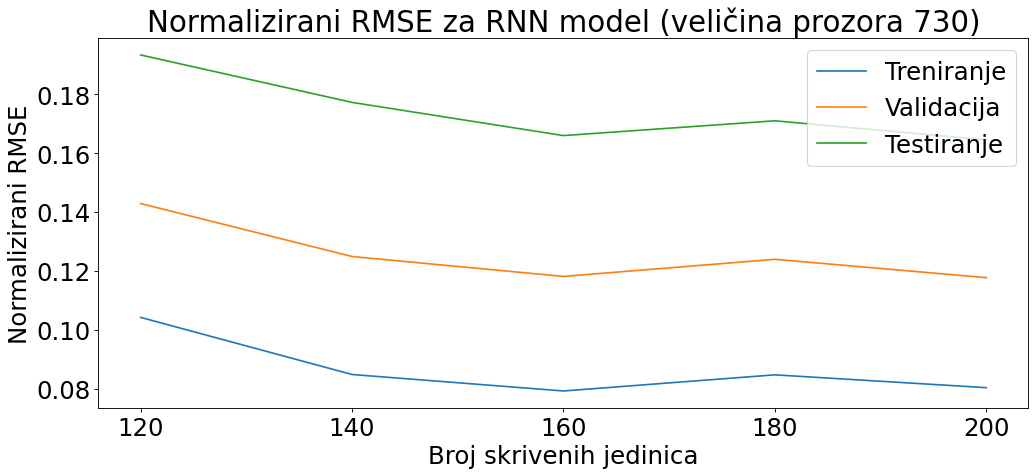 Normalizirani RMSE za RNN model (veličina prozora 730)
Treniranje
Validacija
Testiranje
Normalizirani RMSE
0.18
0.16
0.14
0.12
0.10
0.08
120 140 160 180 200
Broj skrivenih jedinica